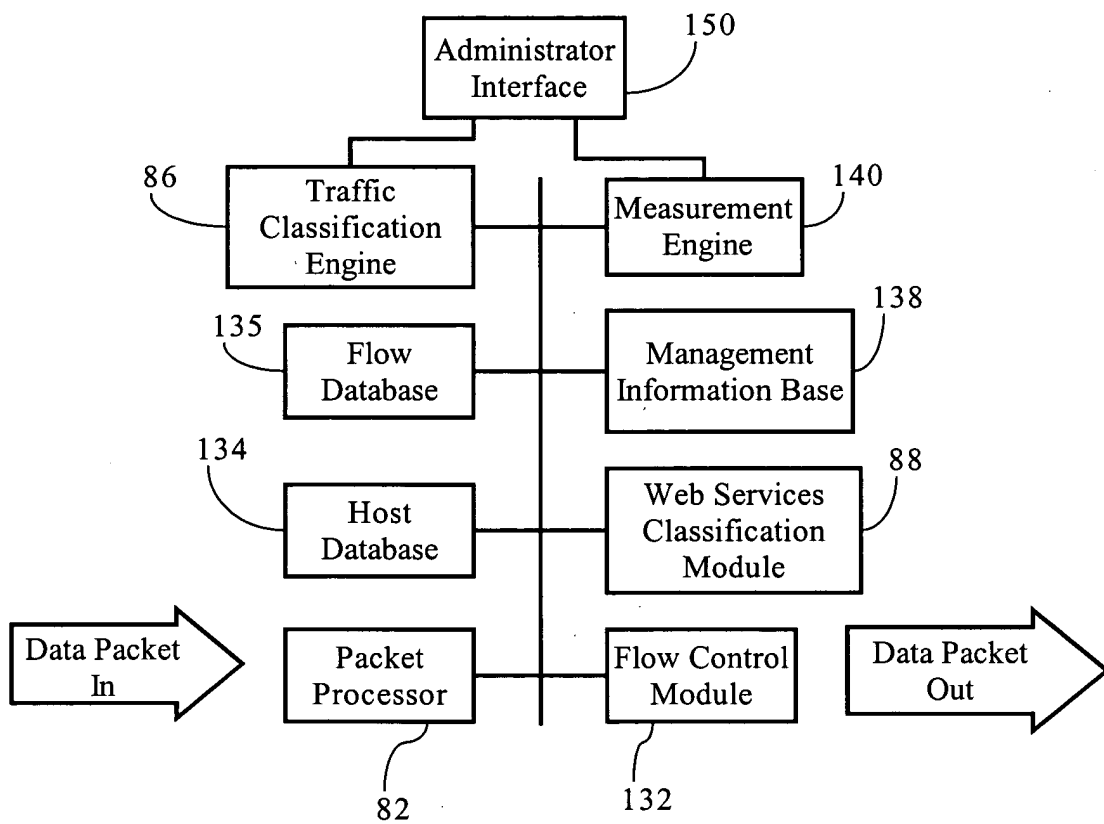 150
Administrator
Interface
86
Traffic
Classification
Engine
Measurement
Engine
140
135
Flow
Database
Management
Information Base
138
134
Host
Database
Web Services
Classification
Module
88
Data Packet
In
Packet
Processor
Flow Control
Module
Data Packet
Out
82
132